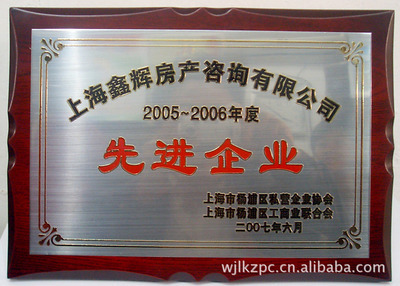 上海鑫辉房产咨询有限公司
2005~2006年度
先进企业
上海市杨浦区私营企业协会
上海市杨浦区工商业联合会
二〇〇七年六月
wjlkzpc.cn.alibaba.com